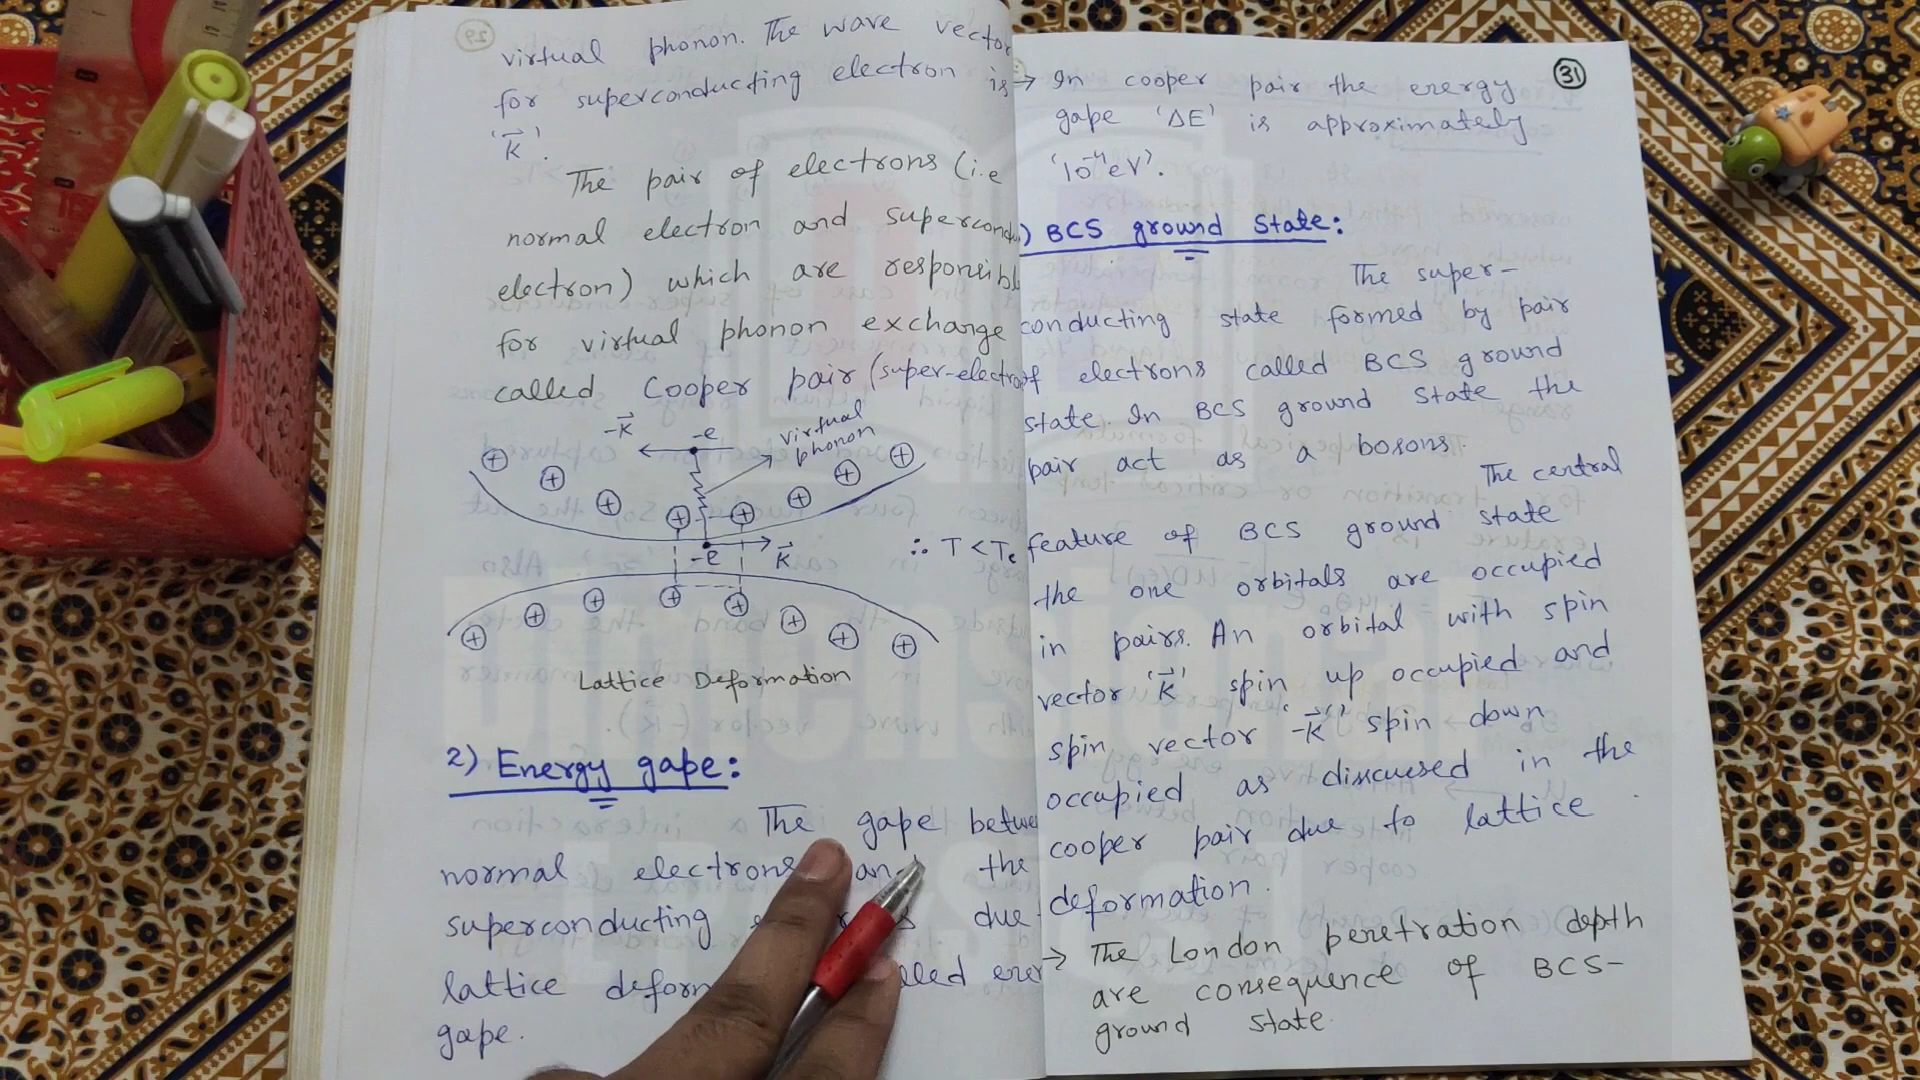 virtual phonon. The wave vector
for superconducting electron is
'k⃗'.
The pair of electrons (i.e
normal electron and supercondu
electron) which are responsibl
for virtual phonon exchange
called Cooper pair (super-electro
-k⃗
-e
virtual
phonon
+ + + + + + + +
-e
k⃗
∴ T < Tc
+ + + + + + + +
Lattice Deformation
2) Energy gape:
The gape betwe
normal electrons an the
superconducting due
lattice deform lled ener
gape.
31
→ In cooper pair the energy
gape 'ΔE' is approximately
'10⁻⁴eV'.
) BCS ground State:
The super-
conducting state formed by pair
of electrons called BCS ground
state. In BCS ground state the
pair act as a bosons.
The central
feature of BCS ground state
the one orbitals are occupied
in pairs. An orbital with spin
vector 'k⃗' spin up occupied and
spin vector '-k⃗' spin down
occupied as discuesed in the
cooper pair due to lattice
deformation.
→ The London penetration depth
are consequence of BCS-
ground state.